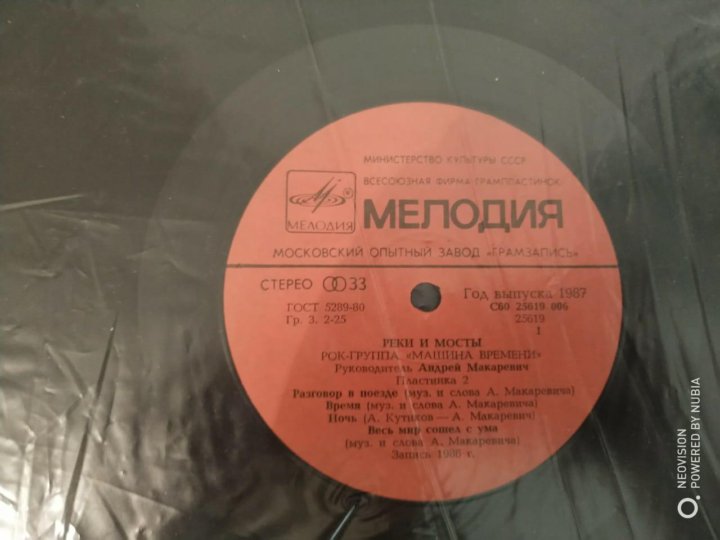 МИНИСТЕРСТВО КУЛЬТУРЫ СССР
ВСЕСОЮЗНАЯ ФИРМА ГРАМПЛАСТИНОК
МЕЛОДИЯ
МЕЛОДИЯ
МОСКОВСКИЙ ОПЫТНЫЙ ЗАВОД «ГРАМЗАПИСЬ»
СТЕРЕО 33
Год выпуска 1987
ГОСТ 5289-80
С60 25619 006
Гр. 3. 2-25
25619
1
РЕКИ И МОСТЫ
РОК-ГРУППА «МАШИНА ВРЕМЕНИ»
Руководитель Андрей Макаревич
Пластинка 2
Разговор в поезде (муз. и слова А. Макаревича)
Время (муз. и слова А. Макаревича)
Ночь (А. Кутиков — А. Макаревич)
Весь мир сошел с ума
(муз. и слова А. Макаревича)
Запись 1986 г.
NEOVISION
POWERED BY NUBIA